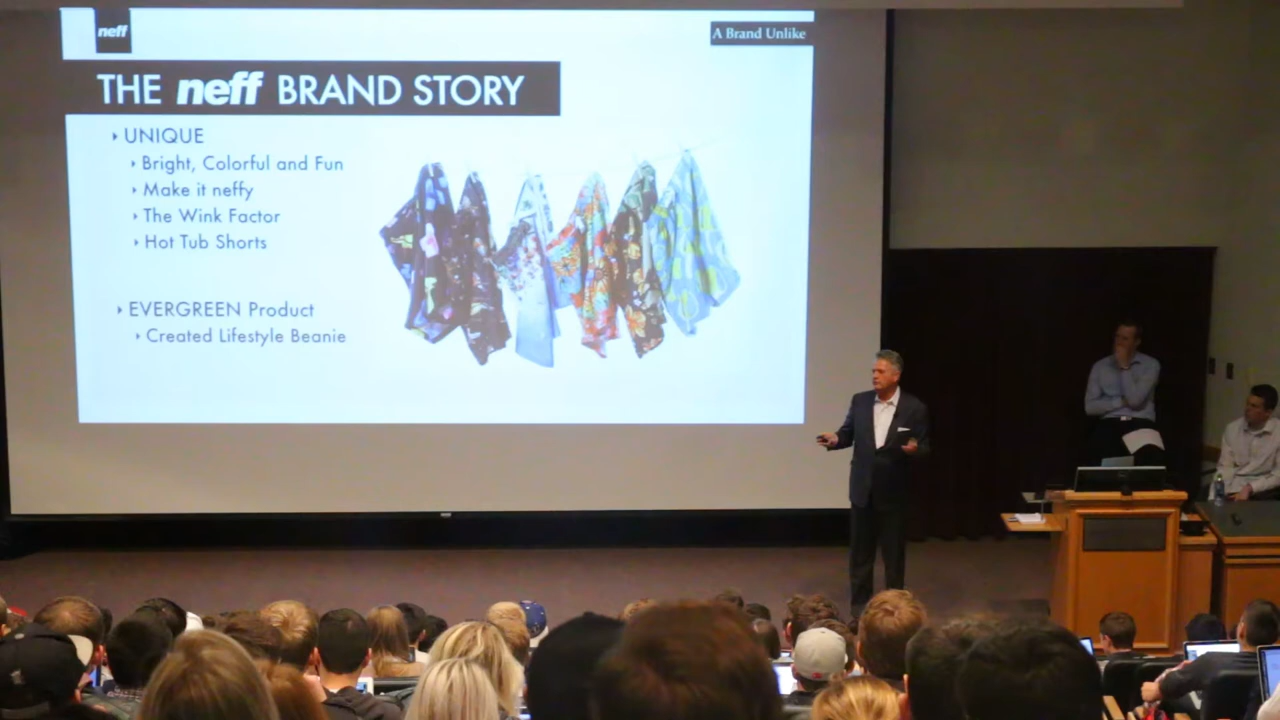 neff
A Brand Unlike
THE neff BRAND STORY
UNIQUE
Bright, Colorful and Fun
Make it neffy
The Wink Factor
Hot Tub Shorts
EVERGREEN Product
Created Lifestyle Beanie